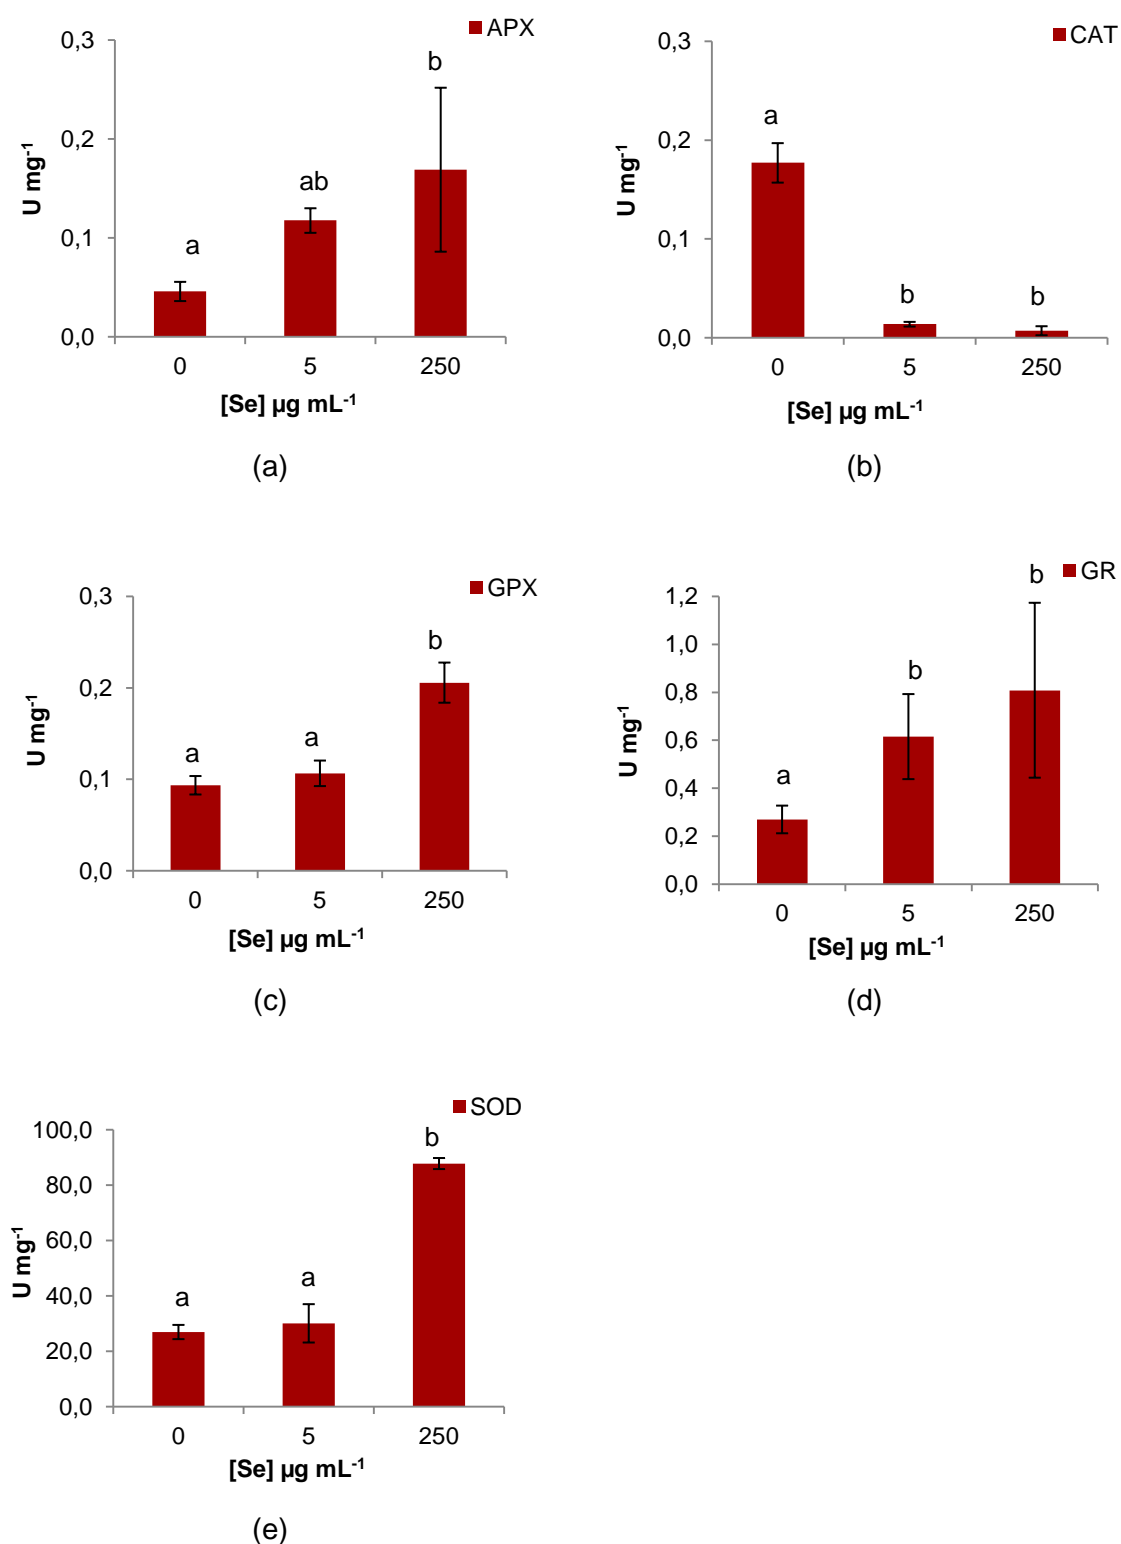 APX
0,3
0,2
0,1
0,0
U mg-1
a
ab
b
0 5 250
[Se] µg mL-1
(a)
CAT
0,3
0,2
0,1
0,0
U mg-1
a
b
b
0 5 250
[Se] µg mL-1
(b)
GPX
0,3
0,2
0,1
0,0
U mg-1
a
a
b
0 5 250
[Se] µg mL-1
(c)
GR
1,2
1,0
0,8
0,6
0,4
0,2
0,0
U mg-1
a
b
b
0 5 250
[Se] µg mL-1
(d)
SOD
100,0
80,0
60,0
40,0
20,0
0,0
U mg-1
a
a
b
0 5 250
[Se] µg mL-1
(e)